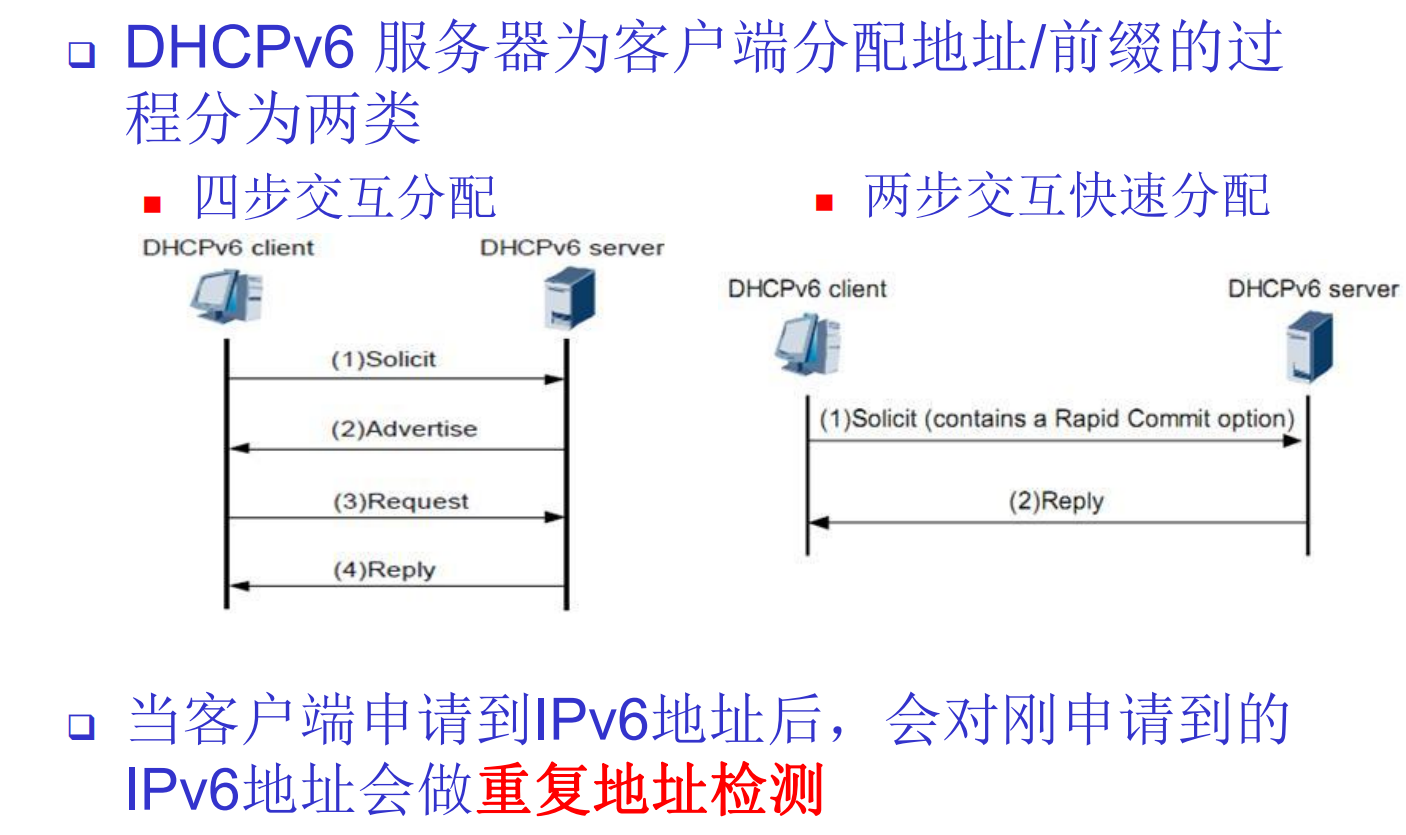 DHCPv6 服务器为客户端分配地址/前缀的过
程分为两类
四步交互分配
DHCPv6 client
DHCPv6 server
(1)Solicit
(2)Advertise
(3)Request
(4)Reply
两步交互快速分配
DHCPv6 client
DHCPv6 server
(1)Solicit (contains a Rapid Commit option)
(2)Reply
当客户端申请到IPv6地址后，会对刚申请到的
IPv6地址会做重复地址检测